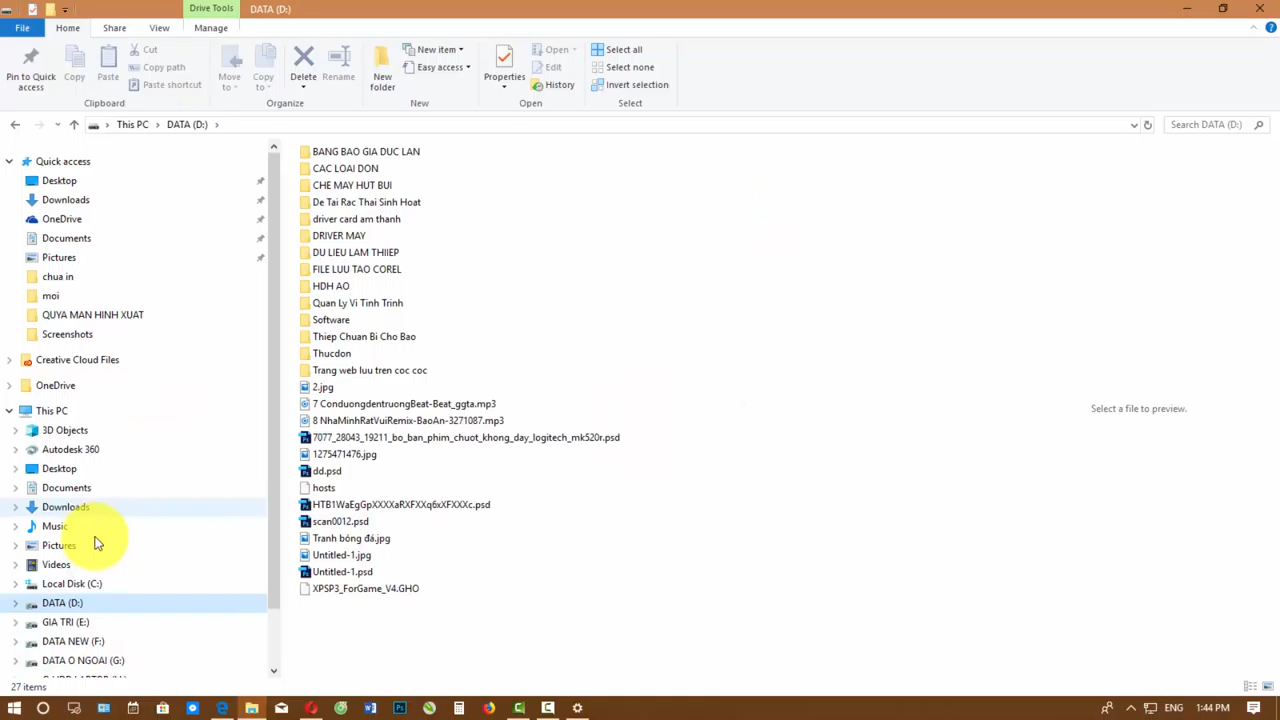 Drive Tools DATA (D:)
File Home Share View Manage
Pin to Quick access
Copy
Paste
Cut
Copy path
Paste shortcut
Clipboard
Move to
Copy to
Delete
Rename
Organize
New folder
New item
Easy access
New
Properties
Open
Edit
History
Open
Select all
Select none
Invert selection
Select
This PC DATA (D:) Search DATA (D:)
Quick access
Desktop
Downloads
OneDrive
Documents
Pictures
chua in
moi
QUYA MAN HINH XUAT
Screenshots
Creative Cloud Files
OneDrive
This PC
3D Objects
Autodesk 360
Desktop
Documents
Downloads
Music
Pictures
Videos
Local Disk (C:)
DATA (D:)
GIA TRI (E:)
DATA NEW (F:)
DATA O NGOAI (G:)
BANG BAO GIA DUC LAN
CAC LOAI DON
CHE MAY HUT BUI
De Tai Rac Thai Sinh Hoat
driver card am thanh
DRIVER MAY
DU LIEU LAM THIIEP
FILE LUU TAO COREL
HDH AO
Quan Ly Vi Tinh Trinh
Software
Thiep Chuan Bi Cho Bao
Thucdon
Trang web luu tren coc coc
2.jpg
7 ConduongdentruongBeat-Beat_ggta.mp3
8 NhaMinhRatVuiRemix-BaoAn-3271087.mp3
7077_28043_19211_bo_ban_phim_chuot_khong_day_logitech_mk520r.psd
1275471476.jpg
dd.psd
hosts
HTB1WaEgGpXXXXaRXFXXq6xXFXXXc.psd
scan0012.psd
Tranh bóng đá.jpg
Untitled-1.jpg
Untitled-1.psd
XPSP3_ForGame_V4.GHO
Select a file to preview.
27 items
ENG 1:44 PM